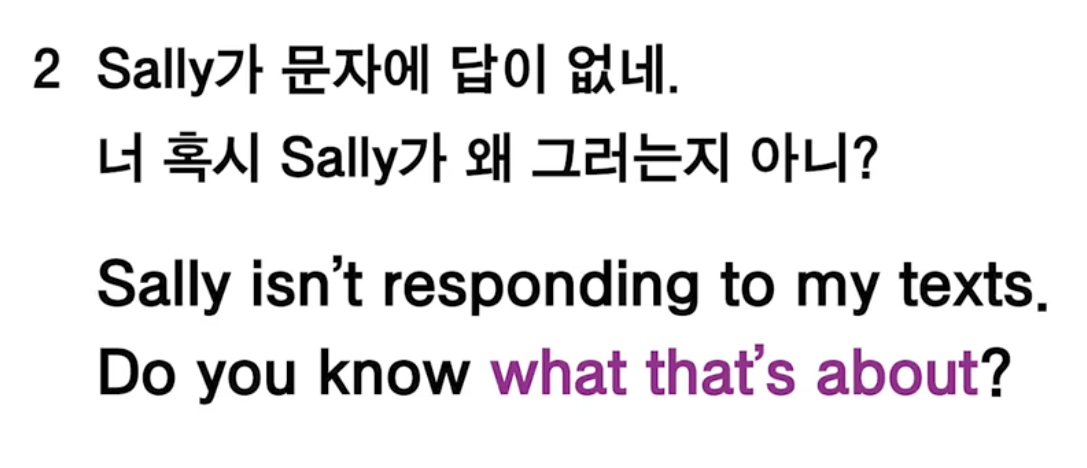 2 Sally가 문자에 답이 없네.
너 혹시 Sally가 왜 그러는지 아니?
Sally isn’t responding to my texts.
Do you know what that’s about?